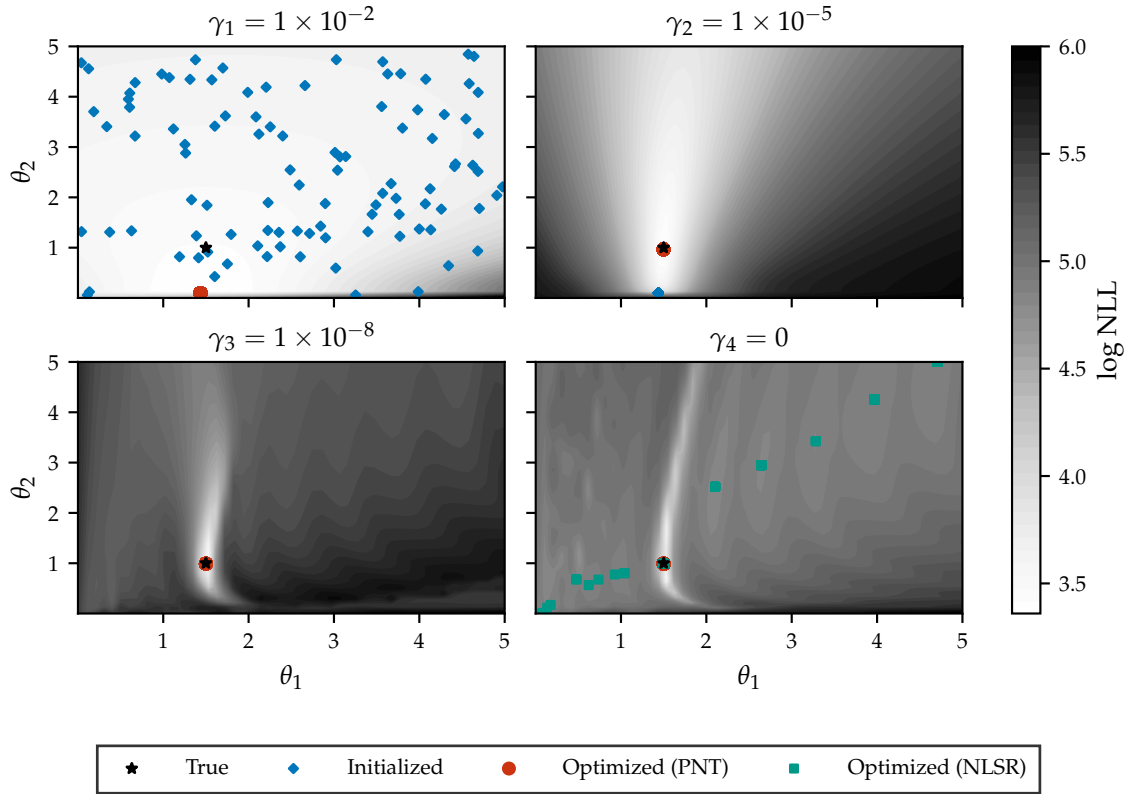 γ₁ = 1 × 10⁻²
γ₂ = 1 × 10⁻⁵
5
4
3
2
1
θ₂
6.0
5.5
5.0
4.5
4.0
3.5
log NLL
γ₃ = 1 × 10⁻⁸
γ₄ = 0
5
4
3
2
1
θ₂
1 2 3 4 5
1 2 3 4 5
θ₁
θ₁
True Initialized Optimized (PNT) Optimized (NLSR)